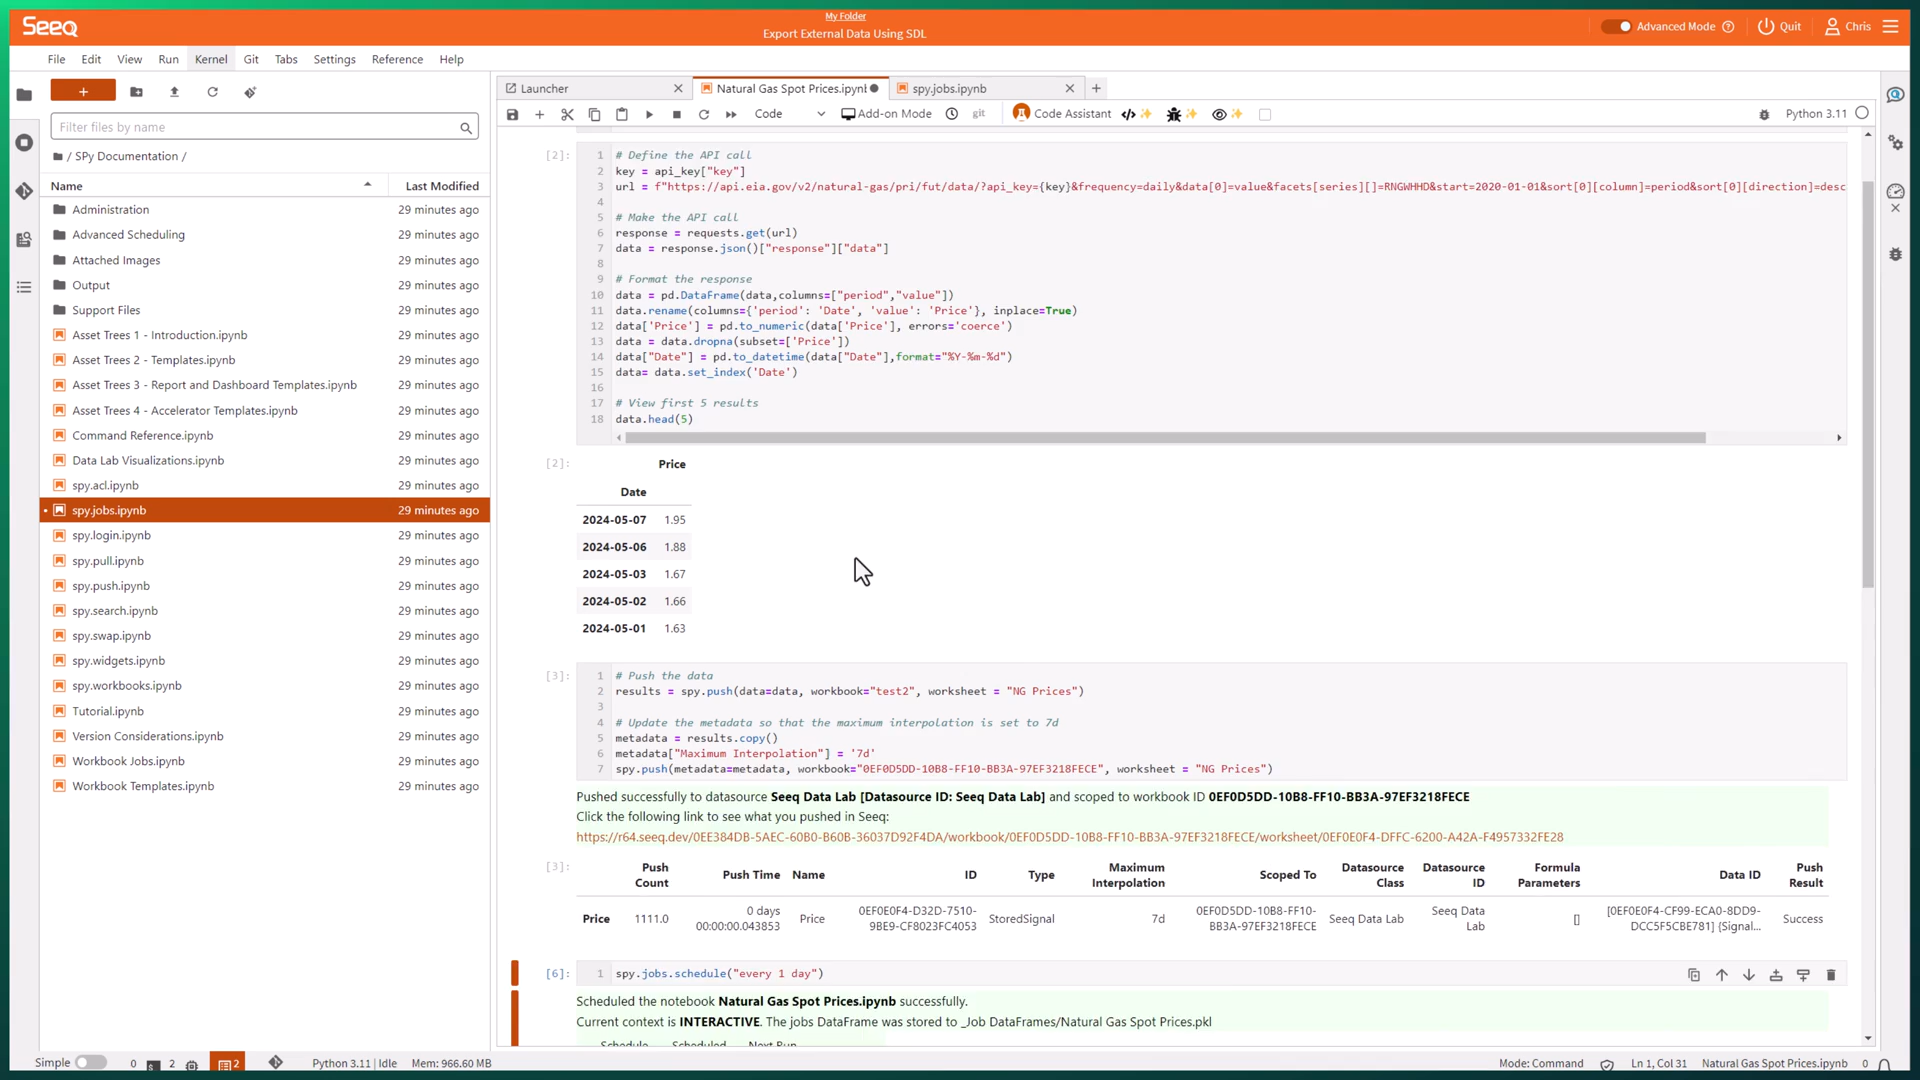 Seeq
My Folder
Export External Data Using SDL
Advanced Mode
Quit
Chris
File Edit View Run Kernel Git Tabs Settings Reference Help
+
Filter files by name
/ SPy Documentation /
Name Last Modified
Administration 29 minutes ago
Advanced Scheduling 29 minutes ago
Attached Images 29 minutes ago
Output 29 minutes ago
Support Files 29 minutes ago
Asset Trees 1 - Introduction.ipynb 29 minutes ago
Asset Trees 2 - Templates.ipynb 29 minutes ago
Asset Trees 3 - Report and Dashboard Templates.ipynb 29 minutes ago
Asset Trees 4 - Accelerator Templates.ipynb 29 minutes ago
Command Reference.ipynb 29 minutes ago
Data Lab Visualizations.ipynb 29 minutes ago
spy.acl.ipynb 29 minutes ago
spy.jobs.ipynb 29 minutes ago
spy.login.ipynb 29 minutes ago
spy.pull.ipynb 29 minutes ago
spy.push.ipynb 29 minutes ago
spy.search.ipynb 29 minutes ago
spy.swap.ipynb 29 minutes ago
spy.widgets.ipynb 29 minutes ago
spy.workbooks.ipynb 29 minutes ago
Tutorial.ipynb 29 minutes ago
Version Considerations.ipynb 29 minutes ago
Workbook Jobs.ipynb 29 minutes ago
Workbook Templates.ipynb 29 minutes ago
Launcher
Natural Gas Spot Prices.ipynb
spy.jobs.ipynb
Code
Add-on Mode
git
Code Assistant
Python 3.11
[2]:
1 # Define the API call
2 key = api_key["key"]
3 url = f"https://api.eia.gov/v2/natural-gas/pri/fut/data/?api_key={key}&frequency=daily&data[0]=value&facets[series][]=RNGWHHD&start=2020-01-01&sort[0][column]=period&sort[0][direction]=desc
4
5 # Make the API call
6 response = requests.get(url)
7 data = response.json()["response"]["data"]
8
9 # Format the response
10 data = pd.DataFrame(data,columns=["period","value"])
11 data.rename(columns={'period': 'Date', 'value': 'Price'}, inplace=True)
12 data['Price'] = pd.to_numeric(data['Price'], errors='coerce')
13 data = data.dropna(subset=['Price'])
14 data["Date"] = pd.to_datetime(data["Date"],format="%Y-%m-%d")
15 data= data.set_index('Date')
16
17 # View first 5 results
18 data.head(5)
[2]:
Price
Date
2024-05-07 1.95
2024-05-06 1.88
2024-05-03 1.67
2024-05-02 1.66
2024-05-01 1.63
[3]:
1 # Push the data
2 results = spy.push(data=data, workbook="test2", worksheet = "NG Prices")
3
4 # Update the metadata so that the maximum interpolation is set to 7d
5 metadata = results.copy()
6 metadata["Maximum Interpolation"] = '7d'
7 spy.push(metadata=metadata, workbook="0EF0D5DD-10B8-FF10-BB3A-97EF3218FECE", worksheet = "NG Prices")
Pushed successfully to datasource Seeq Data Lab [Datasource ID: Seeq Data Lab] and scoped to workbook ID 0EF0D5DD-10B8-FF10-BB3A-97EF3218FECE
Click the following link to see what you pushed in Seeq:
https://r64.seeq.dev/0EE384DB-5AEC-60B0-B60B-36037D92F4DA/workbook/0EF0D5DD-10B8-FF10-BB3A-97EF3218FECE/worksheet/0EF0E0F4-DFFC-6200-A42A-F4957332FE28
[3]:
Push Count Push Time Name ID Type Maximum Interpolation Scoped To Datasource Class Datasource ID Formula Parameters Data ID Push Result
Price 1111.0 0 days 00:00:00.043853 Price 0EF0E0F4-D32D-7510-9BE9-CF8023FC4053 StoredSignal 7d 0EF0D5DD-10B8-FF10-BB3A-97EF3218FECE Seeq Data Lab Seeq Data Lab [] [0EF0E0F4-CF99-ECA0-8DD9-DCC5F5CBE781] {Signal... Success
[6]:
1 spy.jobs.schedule("every 1 day")
Scheduled the notebook Natural Gas Spot Prices.ipynb successfully.
Current context is INTERACTIVE. The jobs DataFrame was stored to _Job DataFrames/Natural Gas Spot Prices.pkl
Schedule Scheduled Next Run
Simple 0 2 2 Python 3.11 | Idle Mem: 966.60 MB
Mode: Command Ln 1, Col 31 Natural Gas Spot Prices.ipynb 0